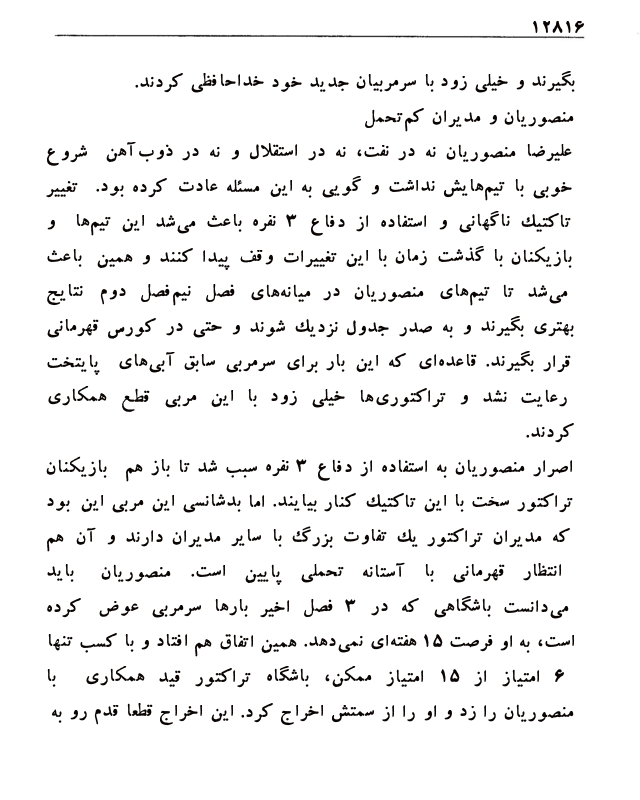 ۱۲۸۱۶
بگیرند و خیلی زود با سرمربیان جدید خود خداحافظی کردند.
منصوریان و مدیران کم‌تحمل
علیرضا منصوریان نه در نفت، نه در استقلال و نه در ذوب‌آهن شروع
خوبی با تیم‌هایش نداشت و گویی به این مسئله عادت کرده بود. تغییر
تاکتیك ناگهانی و استفاده از دفاع ۳ نفره باعث می‌شد این تیم‌ها و
بازیکنان با گذشت زمان با این تغییرات وقف پیدا کنند و همین باعث
می‌شد تا تیم‌های منصوریان در میانه‌های فصل نیم‌فصل دوم نتایج
بهتری بگیرند و به صدر جدول نزدیك شوند و حتی در کورس قهرمانی
قرار بگیرند. قاعده‌ای که این بار برای سرمربی سابق آبی‌های پایتخت
رعایت نشد و تراکتوری‌ها خیلی زود با این مربی قطع همکاری
کردند.
اصرار منصوریان به استفاده از دفاع ۳ نفره سبب شد تا باز هم بازیکنان
تراکتور سخت با این تاکتیك کنار بیایند. اما بدشانسی این مربی این بود
که مدیران تراکتور یك تفاوت بزرگ با سایر مدیران دارند و آن هم
انتظار قهرمانی با آستانه تحملی پایین است. منصوریان باید
می‌دانست باشگاهی که در ۳ فصل اخیر بارها سرمربی عوض کرده
است، به او فرصت ۱۵ هفته‌ای نمی‌دهد. همین اتفاق هم افتاد و با کسب تنها
۶ امتیاز از ۱۵ امتیاز ممکن، باشگاه تراکتور قید همکاری با
منصوریان را زد و او را از سمتش اخراج کرد. این اخراج قطعا قدم رو به